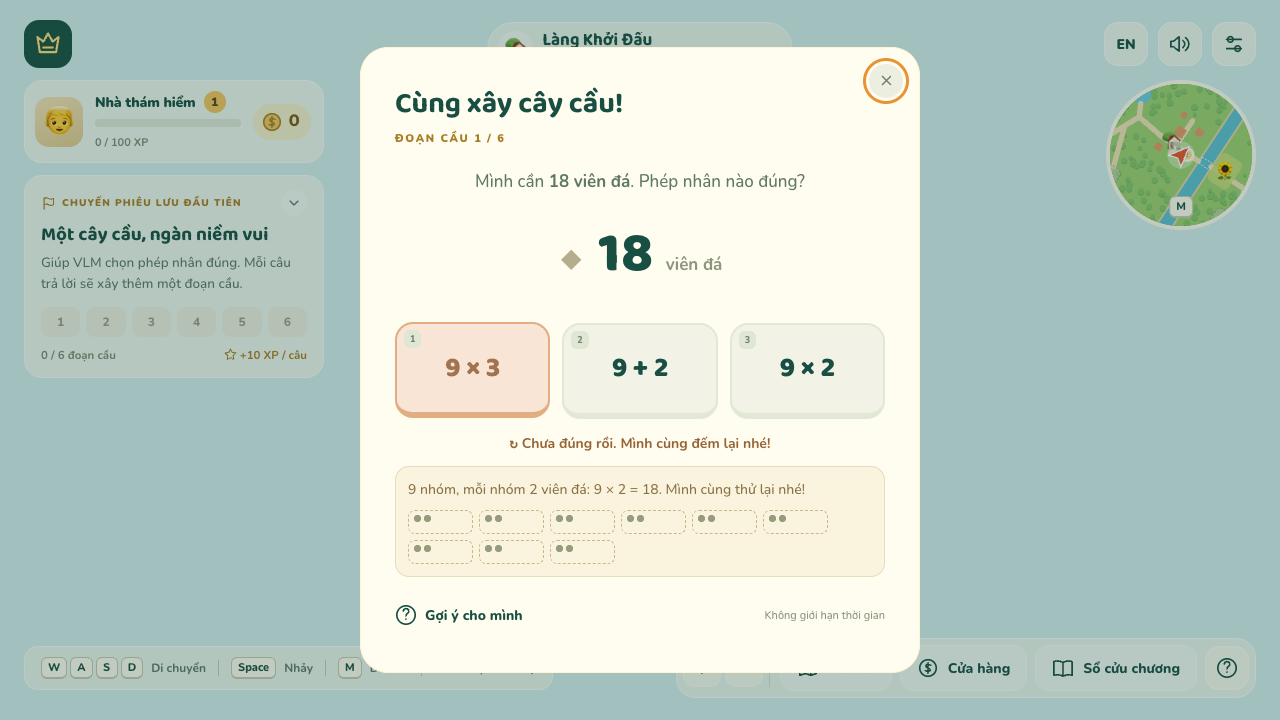 Làng Khởi Đầu
EN
Nhà thám hiểm 1
0 / 100 XP
0
CHUYẾN PHIÊU LƯU ĐẦU TIÊN
Một cây cầu, ngàn niềm vui
Giúp VLM chọn phép nhân đúng. Mỗi câu
trả lời sẽ xây thêm một đoạn cầu.
1 2 3 4 5 6
0 / 6 đoạn cầu
+10 XP / câu
Cùng xây cây cầu!
ĐOẠN CẦU 1 / 6
Mình cần 18 viên đá. Phép nhân nào đúng?
18 viên đá
1
9 × 3
2
9 + 2
3
9 × 2
↻ Chưa đúng rồi. Mình cùng đếm lại nhé!
9 nhóm, mỗi nhóm 2 viên đá: 9 × 2 = 18. Mình cùng thử lại nhé!
Gợi ý cho mình
Không giới hạn thời gian
M
W A S D Di chuyển
Space Nhảy
M
Cửa hàng
Sổ cửu chương